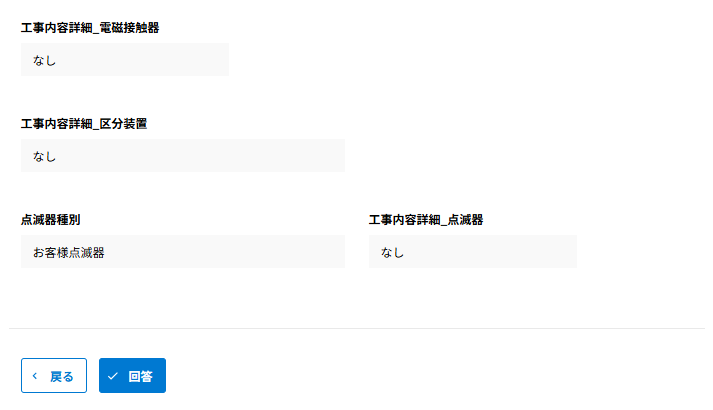 工事内容詳細_電磁接触器
なし
工事内容詳細_区分装置
なし
点滅器種別
工事内容詳細_点滅器
お客様点滅器
なし
戻る
回答